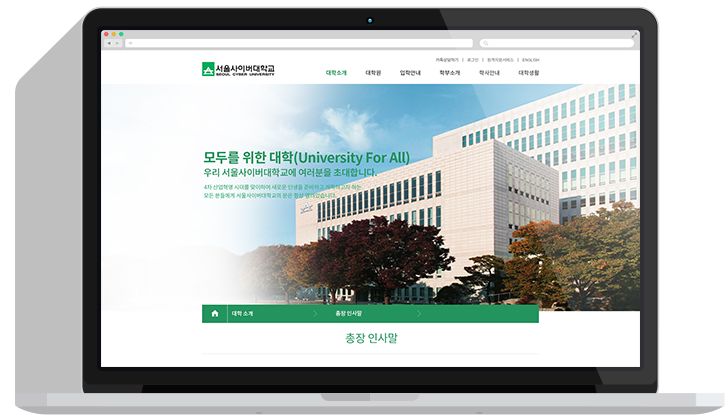 카톡상담하기 | 로그인 | 원격지원서비스 | ENGLISH
서울사이버대학교
SEOUL CYBER UNIVERSITY
대학소개 대학원 입학안내 학부소개 학사안내 대학생활
모두를 위한 대학(University For All)
우리 서울사이버대학교에 여러분을 초대합니다.
4차 산업혁명 시대를 맞이하여 새로운 인생을 준비하고 개척해고자 하는
모든 분들에게 서울사이버대학교의 문은 항상 열려있습니다.
대학 소개 총장 인사말
총장 인사말